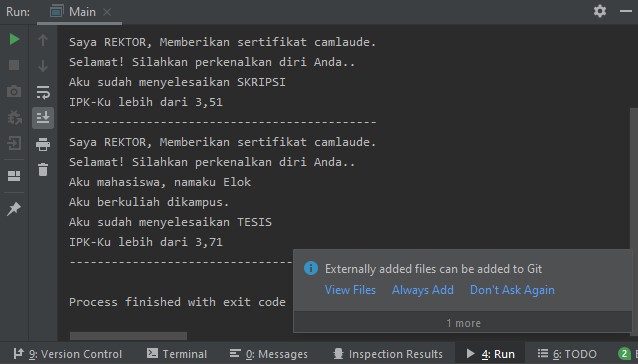 Run: Main
Saya REKTOR, Memberikan sertifikat camlaude.
Selamat! Silahkan perkenalkan diri Anda..
Aku sudah menyelesaikan SKRIPSI
IPK-Ku lebih dari 3,51
--------------------------------------------
Saya REKTOR, Memberikan sertifikat camlaude.
Selamat! Silahkan perkenalkan diri Anda..
Aku mahasiswa, namaku Elok
Aku berkuliah dikampus.
Aku sudah menyelesaikan TESIS
IPK-Ku lebih dari 3,71
--------------------------------
Process finished with exit code
Externally added files can be added to Git
View Files Always Add Don't Ask Again
1 more
9: Version Control Terminal 0: Messages Inspection Results 4: Run 6: TODO 2